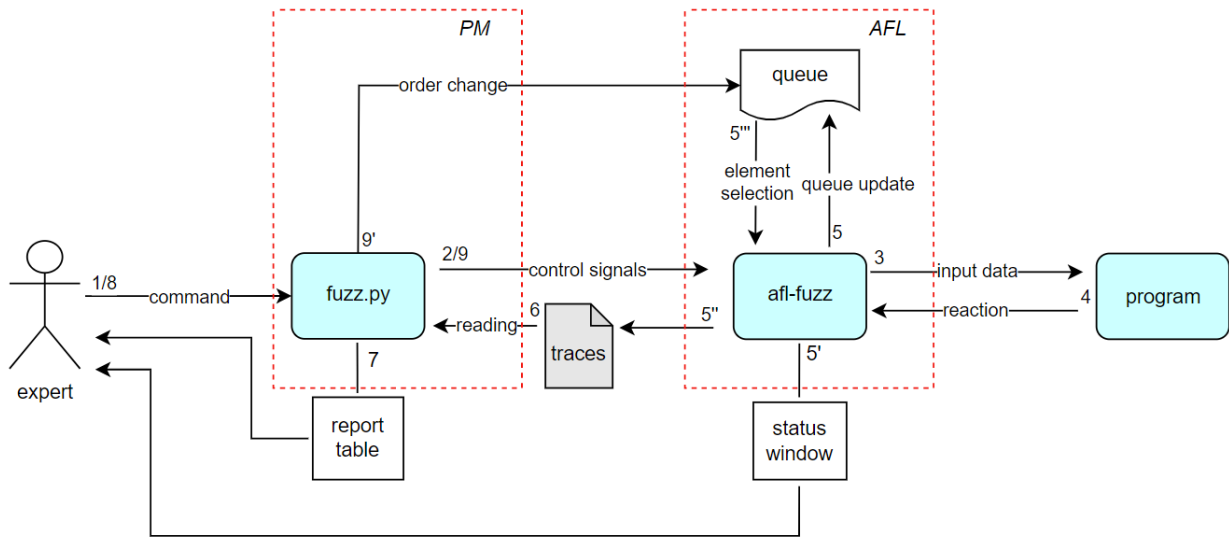 PM
AFL
queue
order change
5'''
element
selection
queue update
9'
2/9
5
3
1/8
command
fuzz.py
control signals
afl-fuzz
input data
program
6
reading
5''
4
reaction
traces
7
5'
expert
report
table
status
window